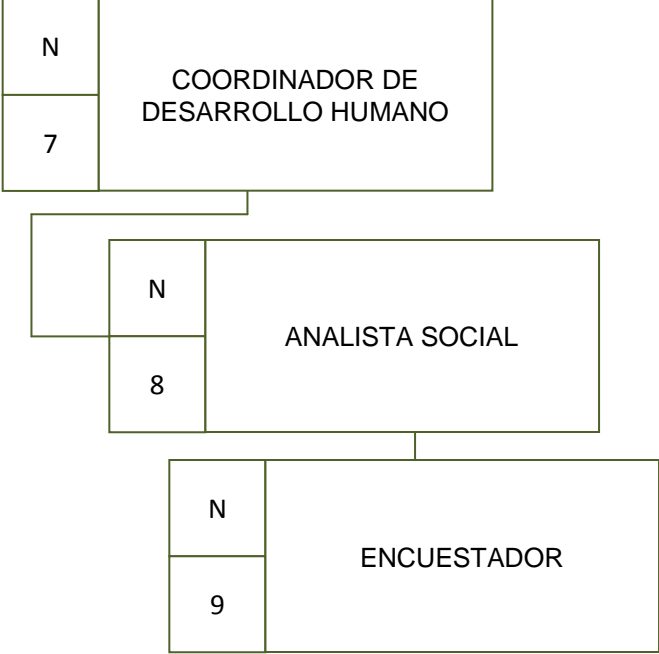 N
COORDINADOR DE
DESARROLLO HUMANO
7
N
ANALISTA SOCIAL
8
N
ENCUESTADOR
9